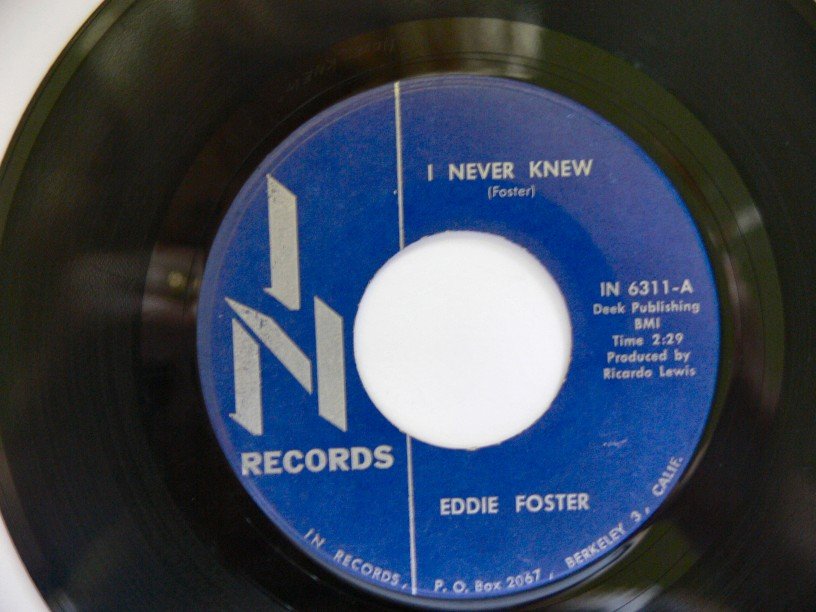 I NEVER KNEW
(Foster)
IN
RECORDS
IN 6311-A
Deek Publishing
BMI
Time 2:29
Produced by
Ricardo Lewis
EDDIE FOSTER
IN RECORDS, P. O. Box 2067, BERKELEY 3, CALIF.